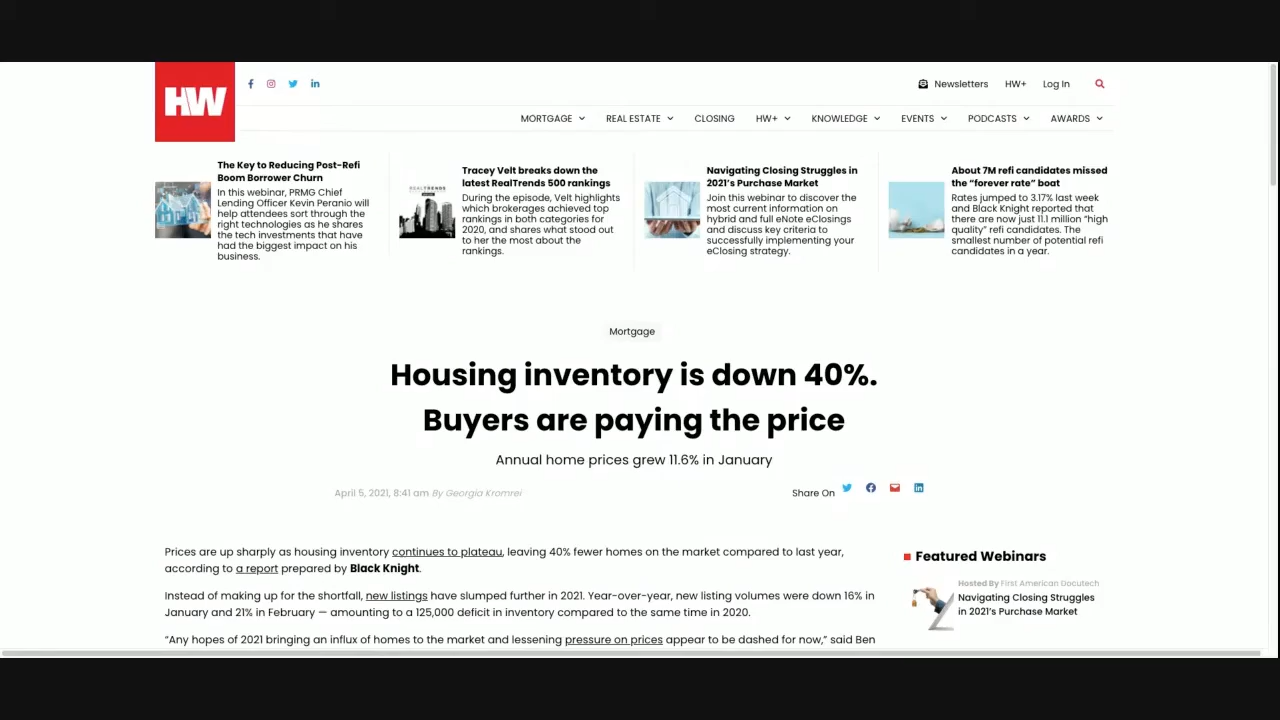 HW
Newsletters HW+ Log In
MORTGAGE REAL ESTATE CLOSING HW+ KNOWLEDGE EVENTS PODCASTS AWARDS
The Key to Reducing Post-Refi
Boom Borrower Churn
In this webinar, PRMG Chief
Lending Officer Kevin Peranio will
help attendees sort through the
right technologies as he shares
the tech investments that have
had the biggest impact on his
business.
REALTRENDS
Tracey Velt breaks down the
latest RealTrends 500 rankings
During the episode, Velt highlights
which brokerages achieved top
rankings in both categories for
2020, and shares what stood out
to her the most about the
rankings.
Navigating Closing Struggles in
2021’s Purchase Market
Join this webinar to discover the
most current information on
hybrid and full eNote eClosings
and discuss key criteria to
successfully implementing your
eClosing strategy.
About 7M refi candidates missed
the “forever rate” boat
Rates jumped to 3.17% last week
and Black Knight reported that
there are now just 11.1 million “high
quality” refi candidates. The
smallest number of potential refi
candidates in a year.
Mortgage
Housing inventory is down 40%.
Buyers are paying the price
Annual home prices grew 11.6% in January
April 5, 2021, 8:41 am By Georgia Kromrei
Share On
Prices are up sharply as housing inventory continues to plateau, leaving 40% fewer homes on the market compared to last year,
according to a report prepared by Black Knight.
Instead of making up for the shortfall, new listings have slumped further in 2021. Year-over-year, new listing volumes were down 16% in
January and 21% in February — amounting to a 125,000 deficit in inventory compared to the same time in 2020.
“Any hopes of 2021 bringing an influx of homes to the market and lessening pressure on prices appear to be dashed for now,” said Ben
Featured Webinars
Hosted By First American Docutech
Navigating Closing Struggles
in 2021’s Purchase Market